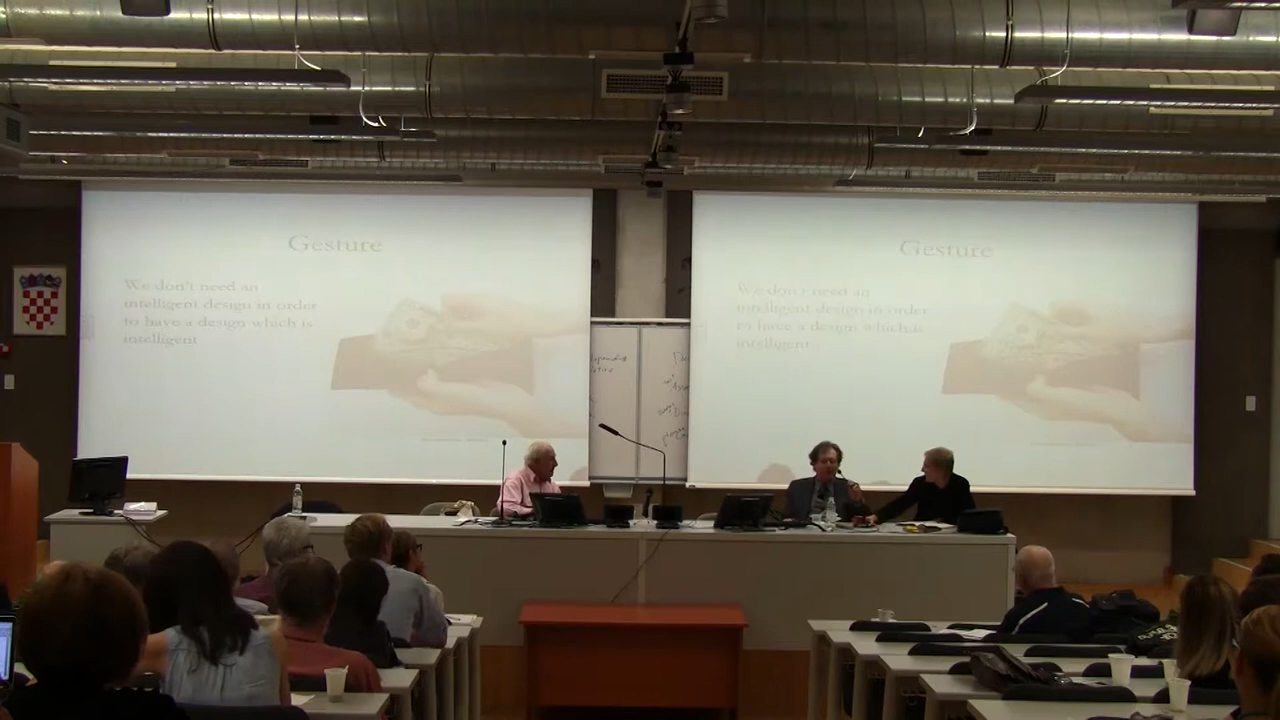 Gesture
We don't need an
intelligent design in order
to have a design which is
intelligent
Gesture
We don't need an
intelligent design in order
to have a design which is
intelligent